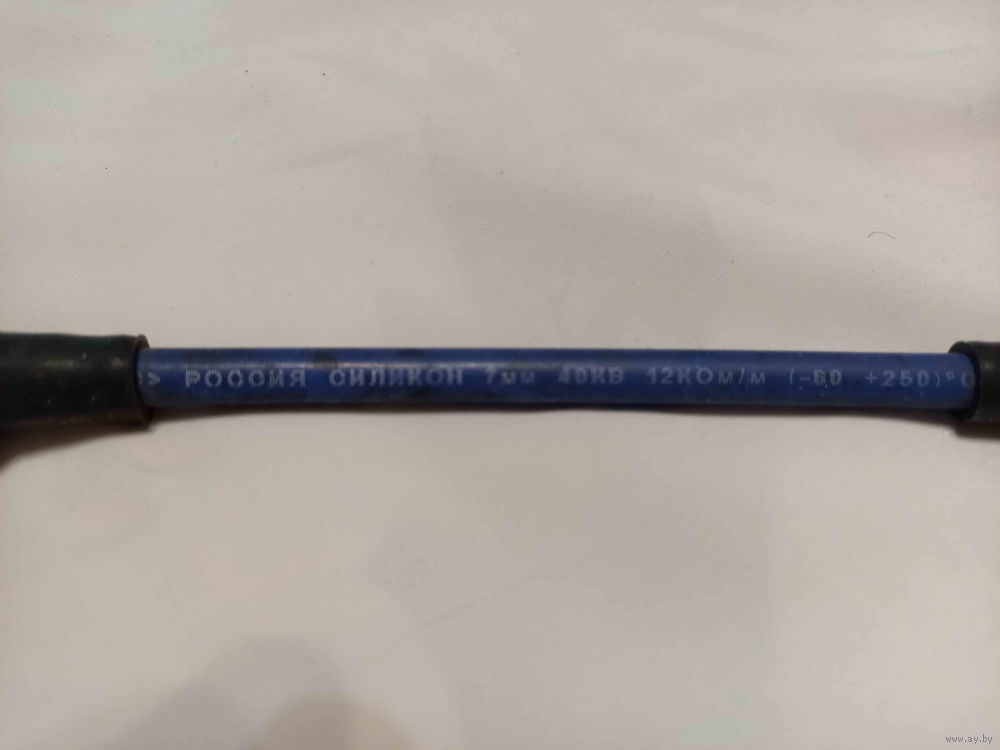 РОССИЯ СИЛИКОН 7мм 40КВ 12КОм/м (-60 +250)°C
www.ay.by